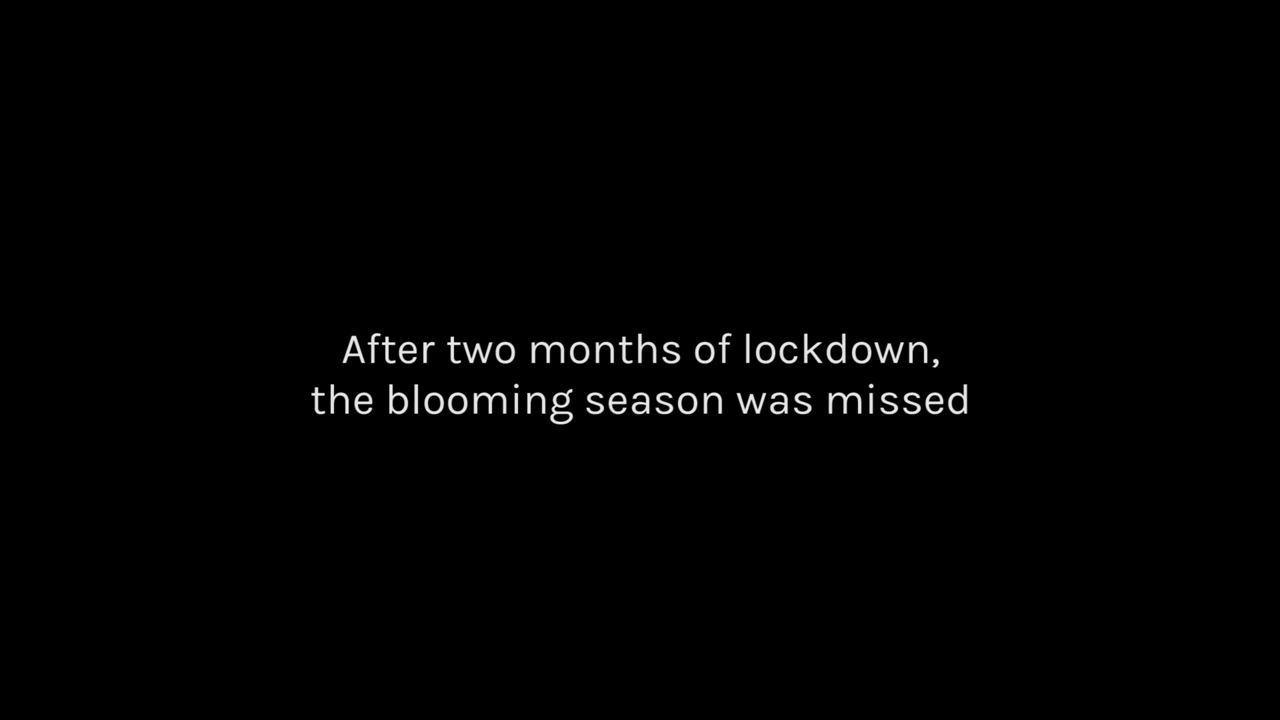 After two months of lockdown,
the blooming season was missed